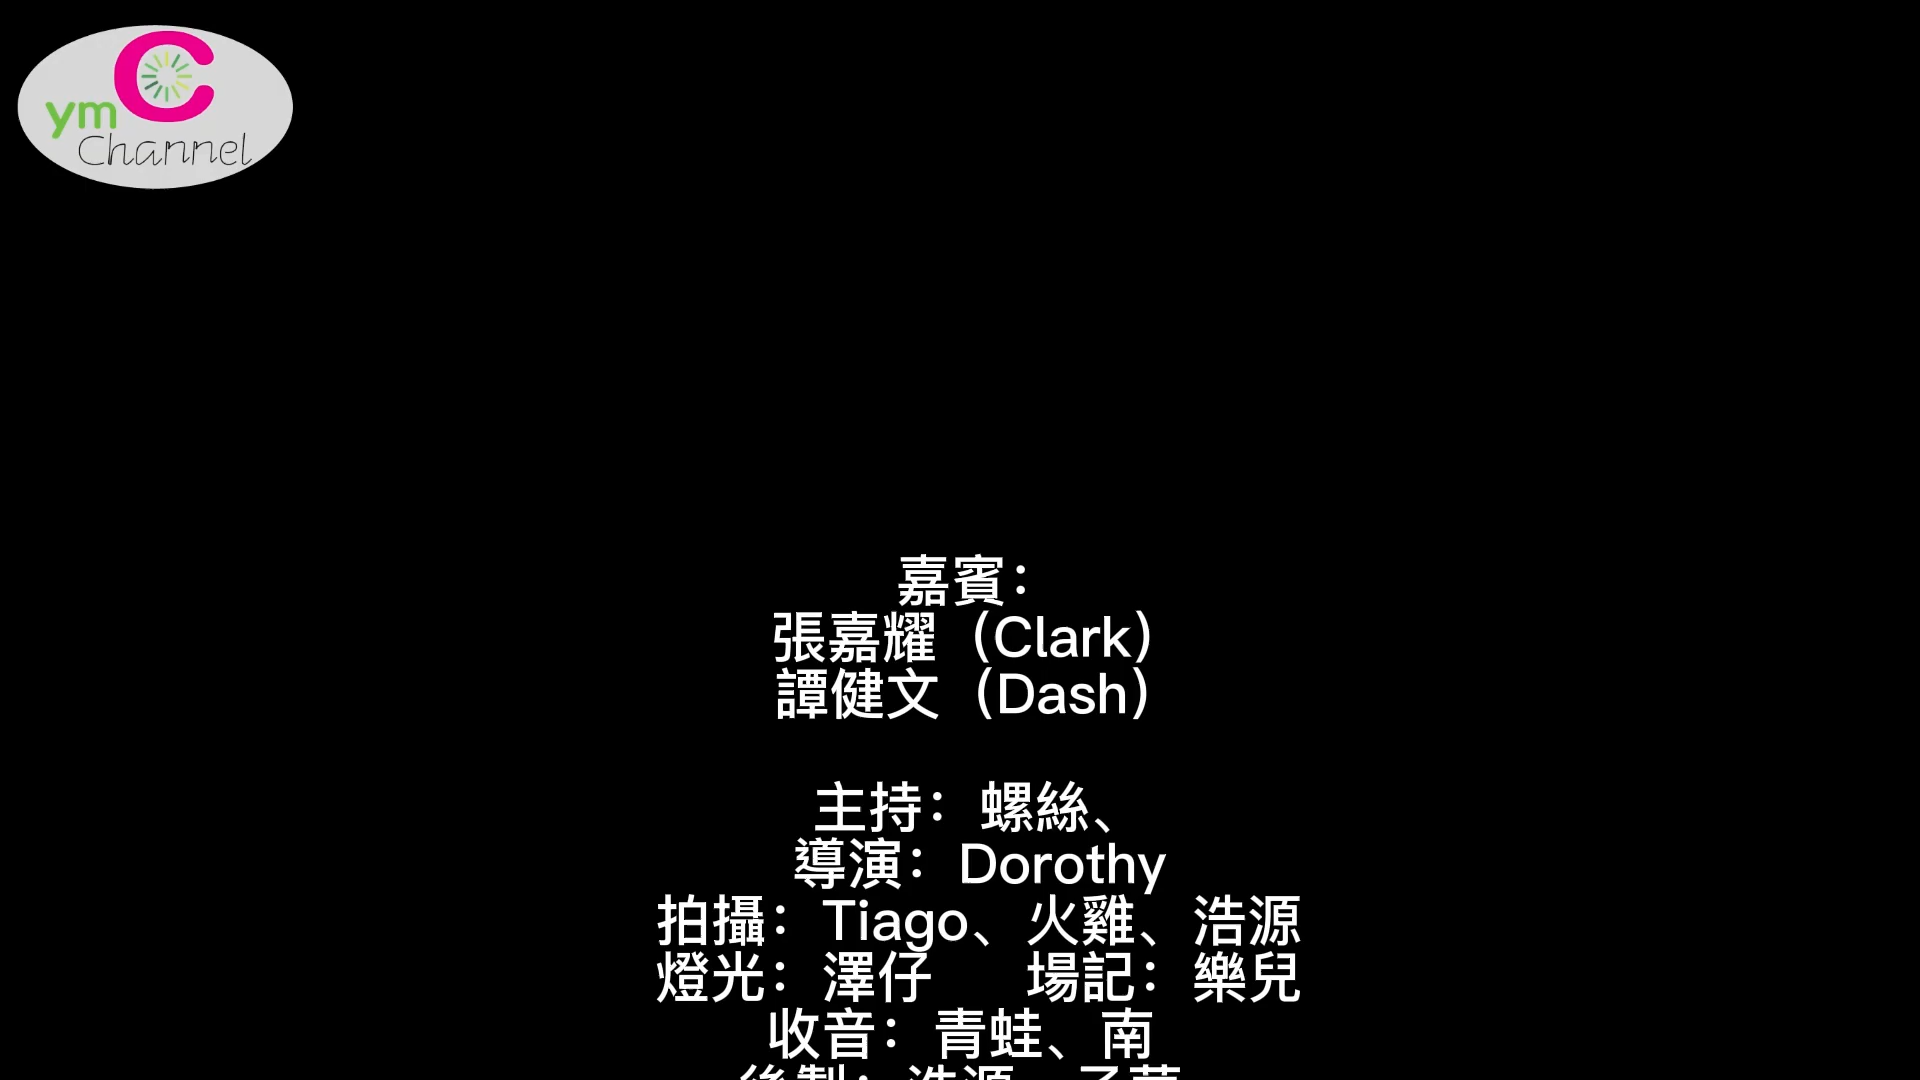 ymC
Channel
嘉賓：
張嘉耀（Clark）
譚健文（Dash）
主持：螺絲、
導演：Dorothy
拍攝：Tiago、火雞、浩源
燈光：澤仔 場記：樂兒
收音：青蛙、南